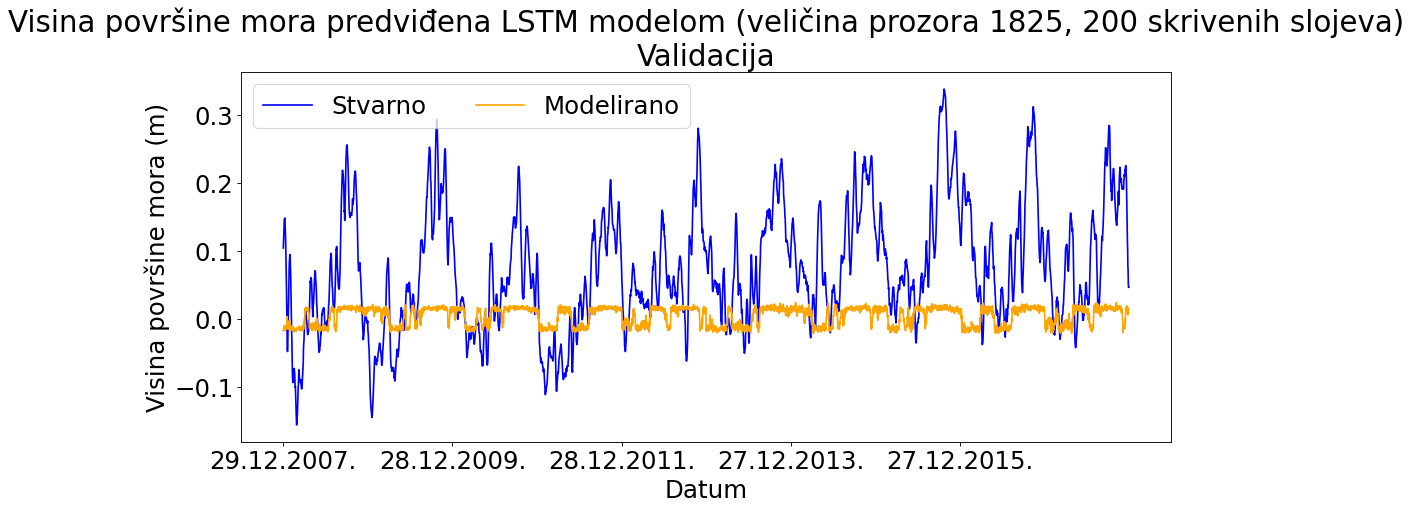 Visina površine mora predviđena LSTM modelom (veličina prozora 1825, 200 skrivenih slojeva)
Validacija
Stvarno Modelirano
Visina površine mora (m)
0.3
0.2
0.1
0.0
−0.1
29.12.2007. 28.12.2009. 28.12.2011. 27.12.2013. 27.12.2015.
Datum